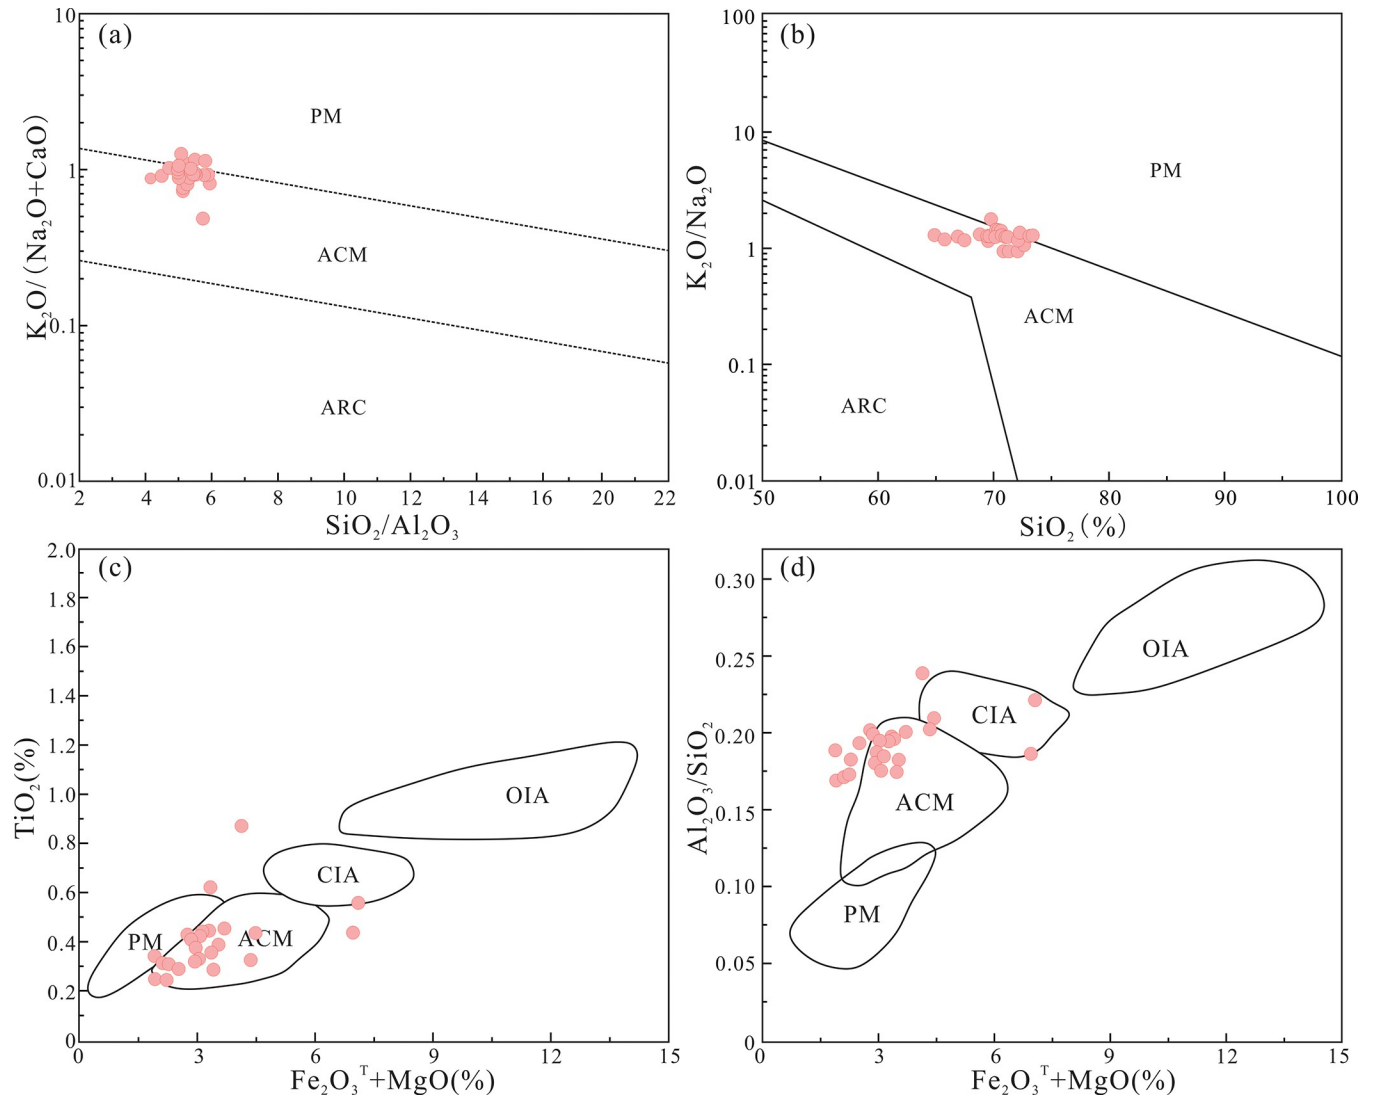 (a)
10
1
0.1
0.01
K₂O/(Na₂O+CaO)
PM
ACM
ARC
2 4 6 8 10 12 14 16 20 22
SiO₂/Al₂O₃
(b)
100
10
1
0.1
0.01
K₂O/Na₂O
PM
ACM
ARC
50 60 70 80 90 100
SiO₂(%)
(c)
2.0
1.8
1.6
1.4
1.2
1.0
0.8
0.6
0.4
0.2
0
TiO₂(%)
OIA
CIA
PM
ACM
0 3 6 9 12 15
Fe₂O₃ᵀ+MgO(%)
(d)
0.30
0.25
0.20
0.15
0.10
0.05
0
Al₂O₃/SiO₂
OIA
CIA
ACM
PM
0 3 6 9 12 15
Fe₂O₃ᵀ+MgO(%)